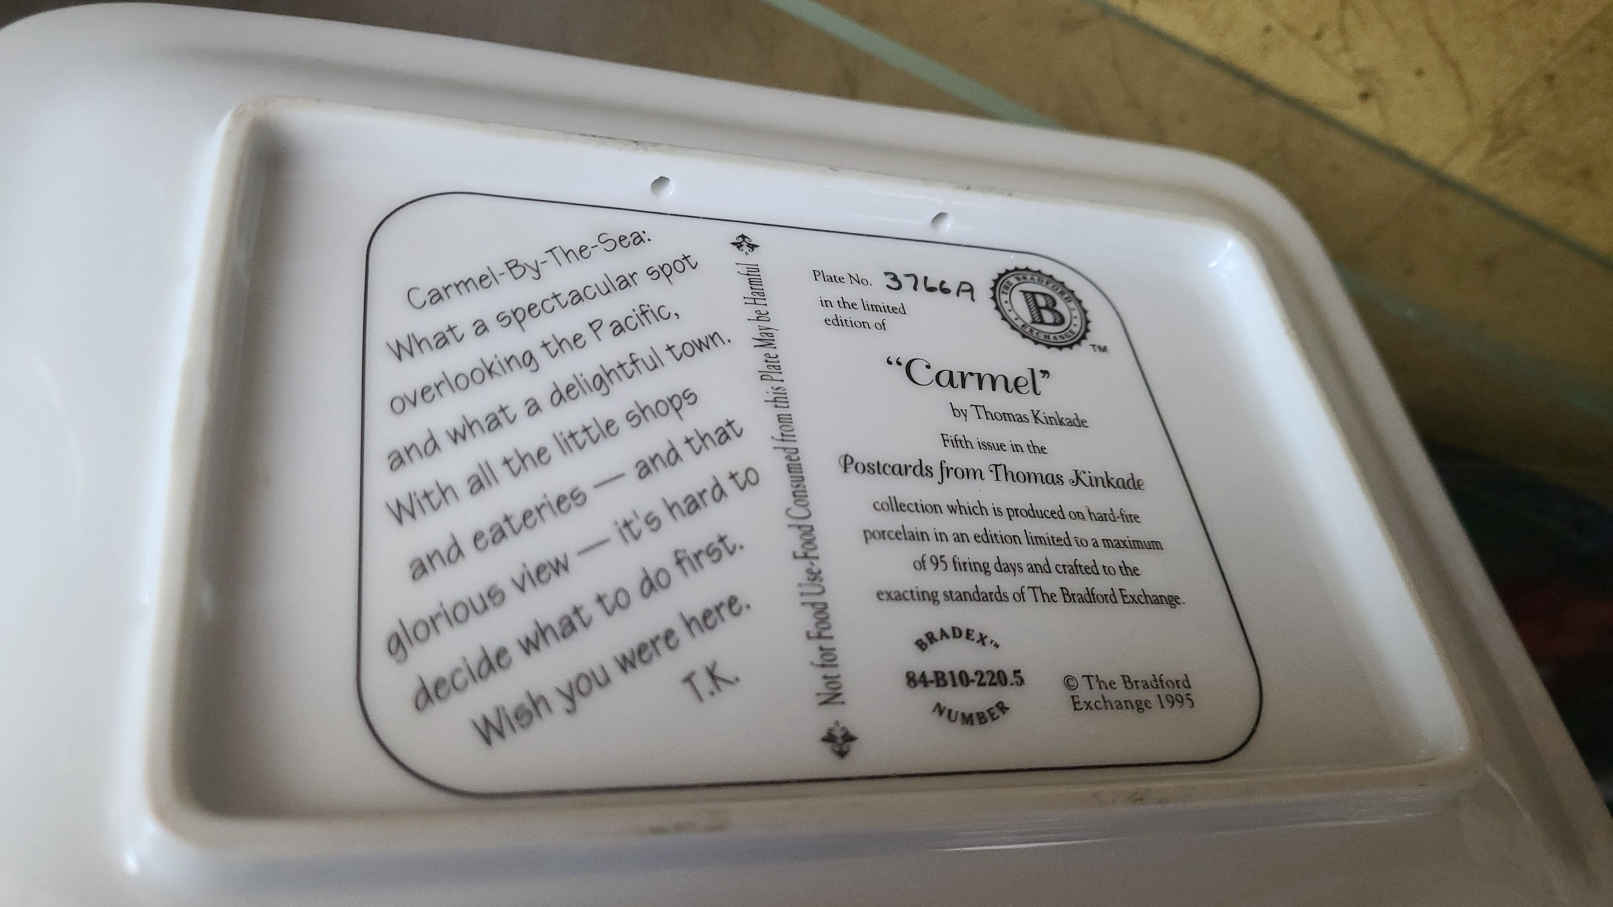 Carmel-By-The-Sea:
What a spectacular spot
overlooking the Pacific,
and what a delightful town.
With all the little shops
and eateries — and that
glorious view — it's hard to
decide what to do first.
Wish you were here.
T.K.
Not for Food Use·Food Consumed from this Plate May be Harmful
Plate No. 3766A
in the limited
edition of
THE BRADFORD
B
EXCHANGE
TM
“Carmel”
by Thomas Kinkade
Fifth issue in the
Postcards from Thomas Kinkade
collection which is produced on hard-fire
porcelain in an edition limited to a maximum
of 95 firing days and crafted to the
exacting standards of The Bradford Exchange.
BRADEX™
84-B10-220.5
NUMBER
© The Bradford
Exchange 1995